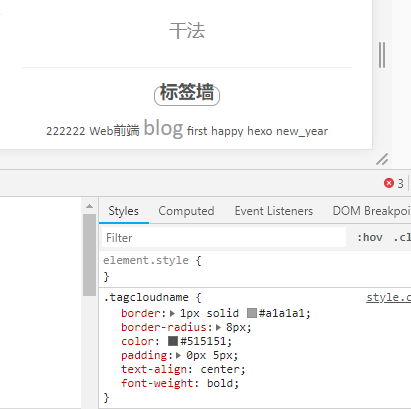 干法
标签墙
222222 Web前端 blog first happy hexo new_year
3
Styles Computed Event Listeners DOM Breakpoi
Filter :hov .cl
element.style {
}
.tagcloudname { style.c
border: 1px solid #a1a1a1;
border-radius: 8px;
color: #515151;
padding: 0px 5px;
text-align: center;
font-weight: bold;
}